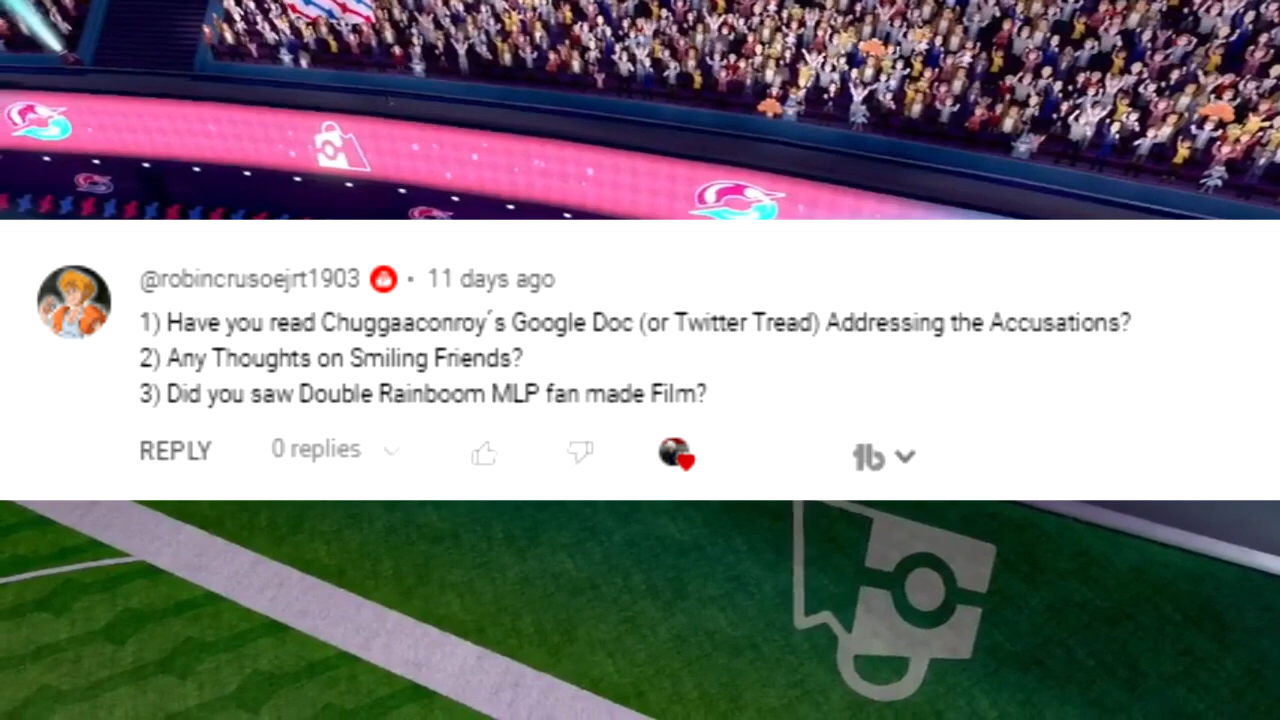 @robincrusoejrt1903 • 11 days ago
1) Have you read Chuggaaconroy´s Google Doc (or Twitter Tread) Addressing the Accusations?
2) Any Thoughts on Smiling Friends?
3) Did you saw Double Rainboom MLP fan made Film?
REPLY 0 replies